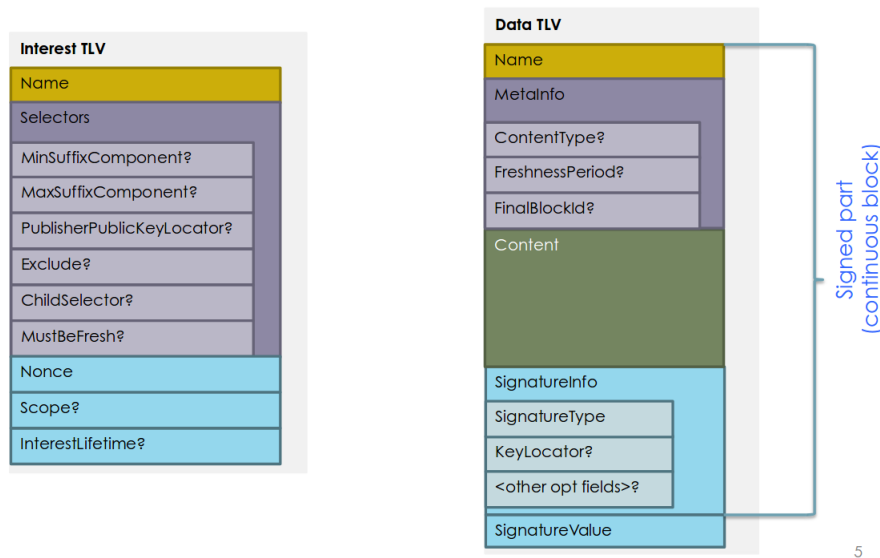 Interest TLV
Name
Selectors
MinSuffixComponent?
MaxSuffixComponent?
PublisherPublicKeyLocator?
Exclude?
ChildSelector?
MustBeFresh?
Nonce
Scope?
InterestLifetime?
Data TLV
Name
MetaInfo
ContentType?
FreshnessPeriod?
FinalBlockId?
Content
SignatureInfo
SignatureType
KeyLocator?
<other opt fields>?
SignatureValue
Signed part
(continuous block)
5